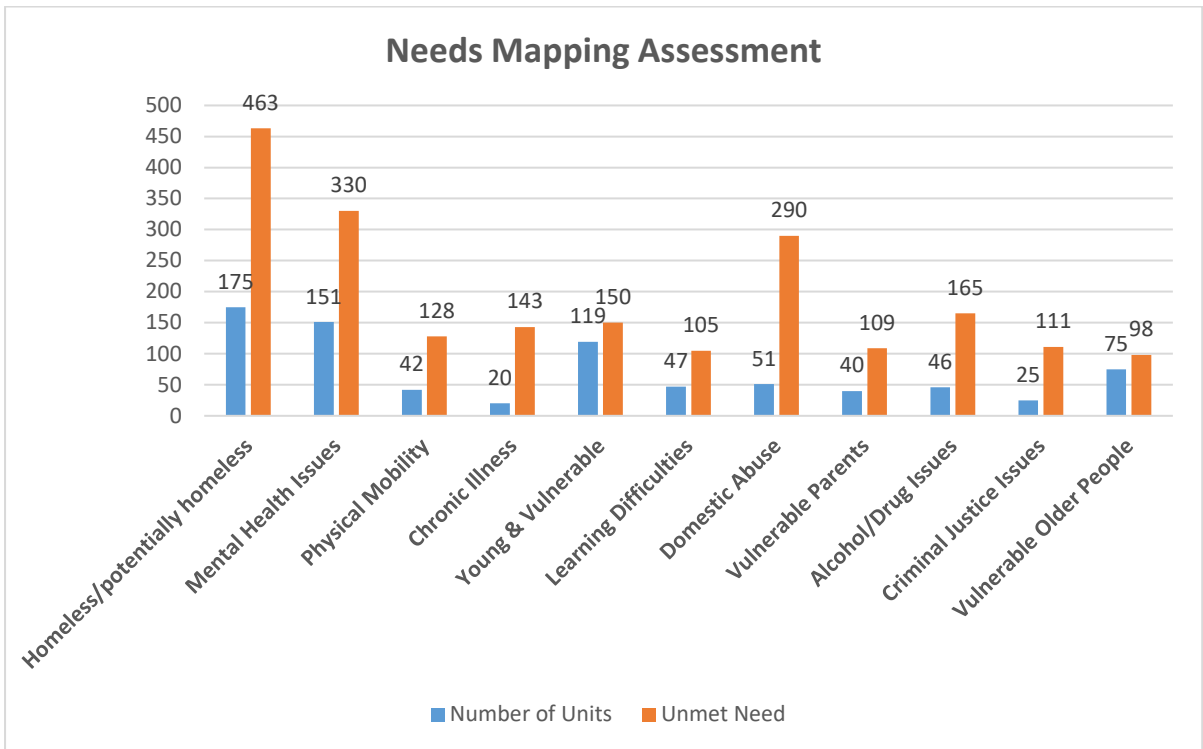 Needs Mapping Assessment
500
450
400
350
300
250
200
150
100
50
0
463
175
151
330
42
128
20
143
119
150
47
105
51
290
40
109
46
165
25
111
75
98
Homeless/potentially homeless
Mental Health Issues
Physical Mobility
Chronic Illness
Young & Vulnerable
Learning Difficulties
Domestic Abuse
Vulnerable Parents
Alcohol/Drug Issues
Criminal Justice Issues
Vulnerable Older People
Number of Units
Unmet Need